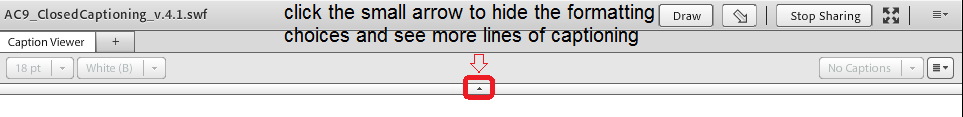 AC9_ClosedCaptioning_v.4.1.swf
click the small arrow to hide the formatting
choices and see more lines of captioning
Draw
Stop Sharing
Caption Viewer
+
18 pt
White (B)
No Captions